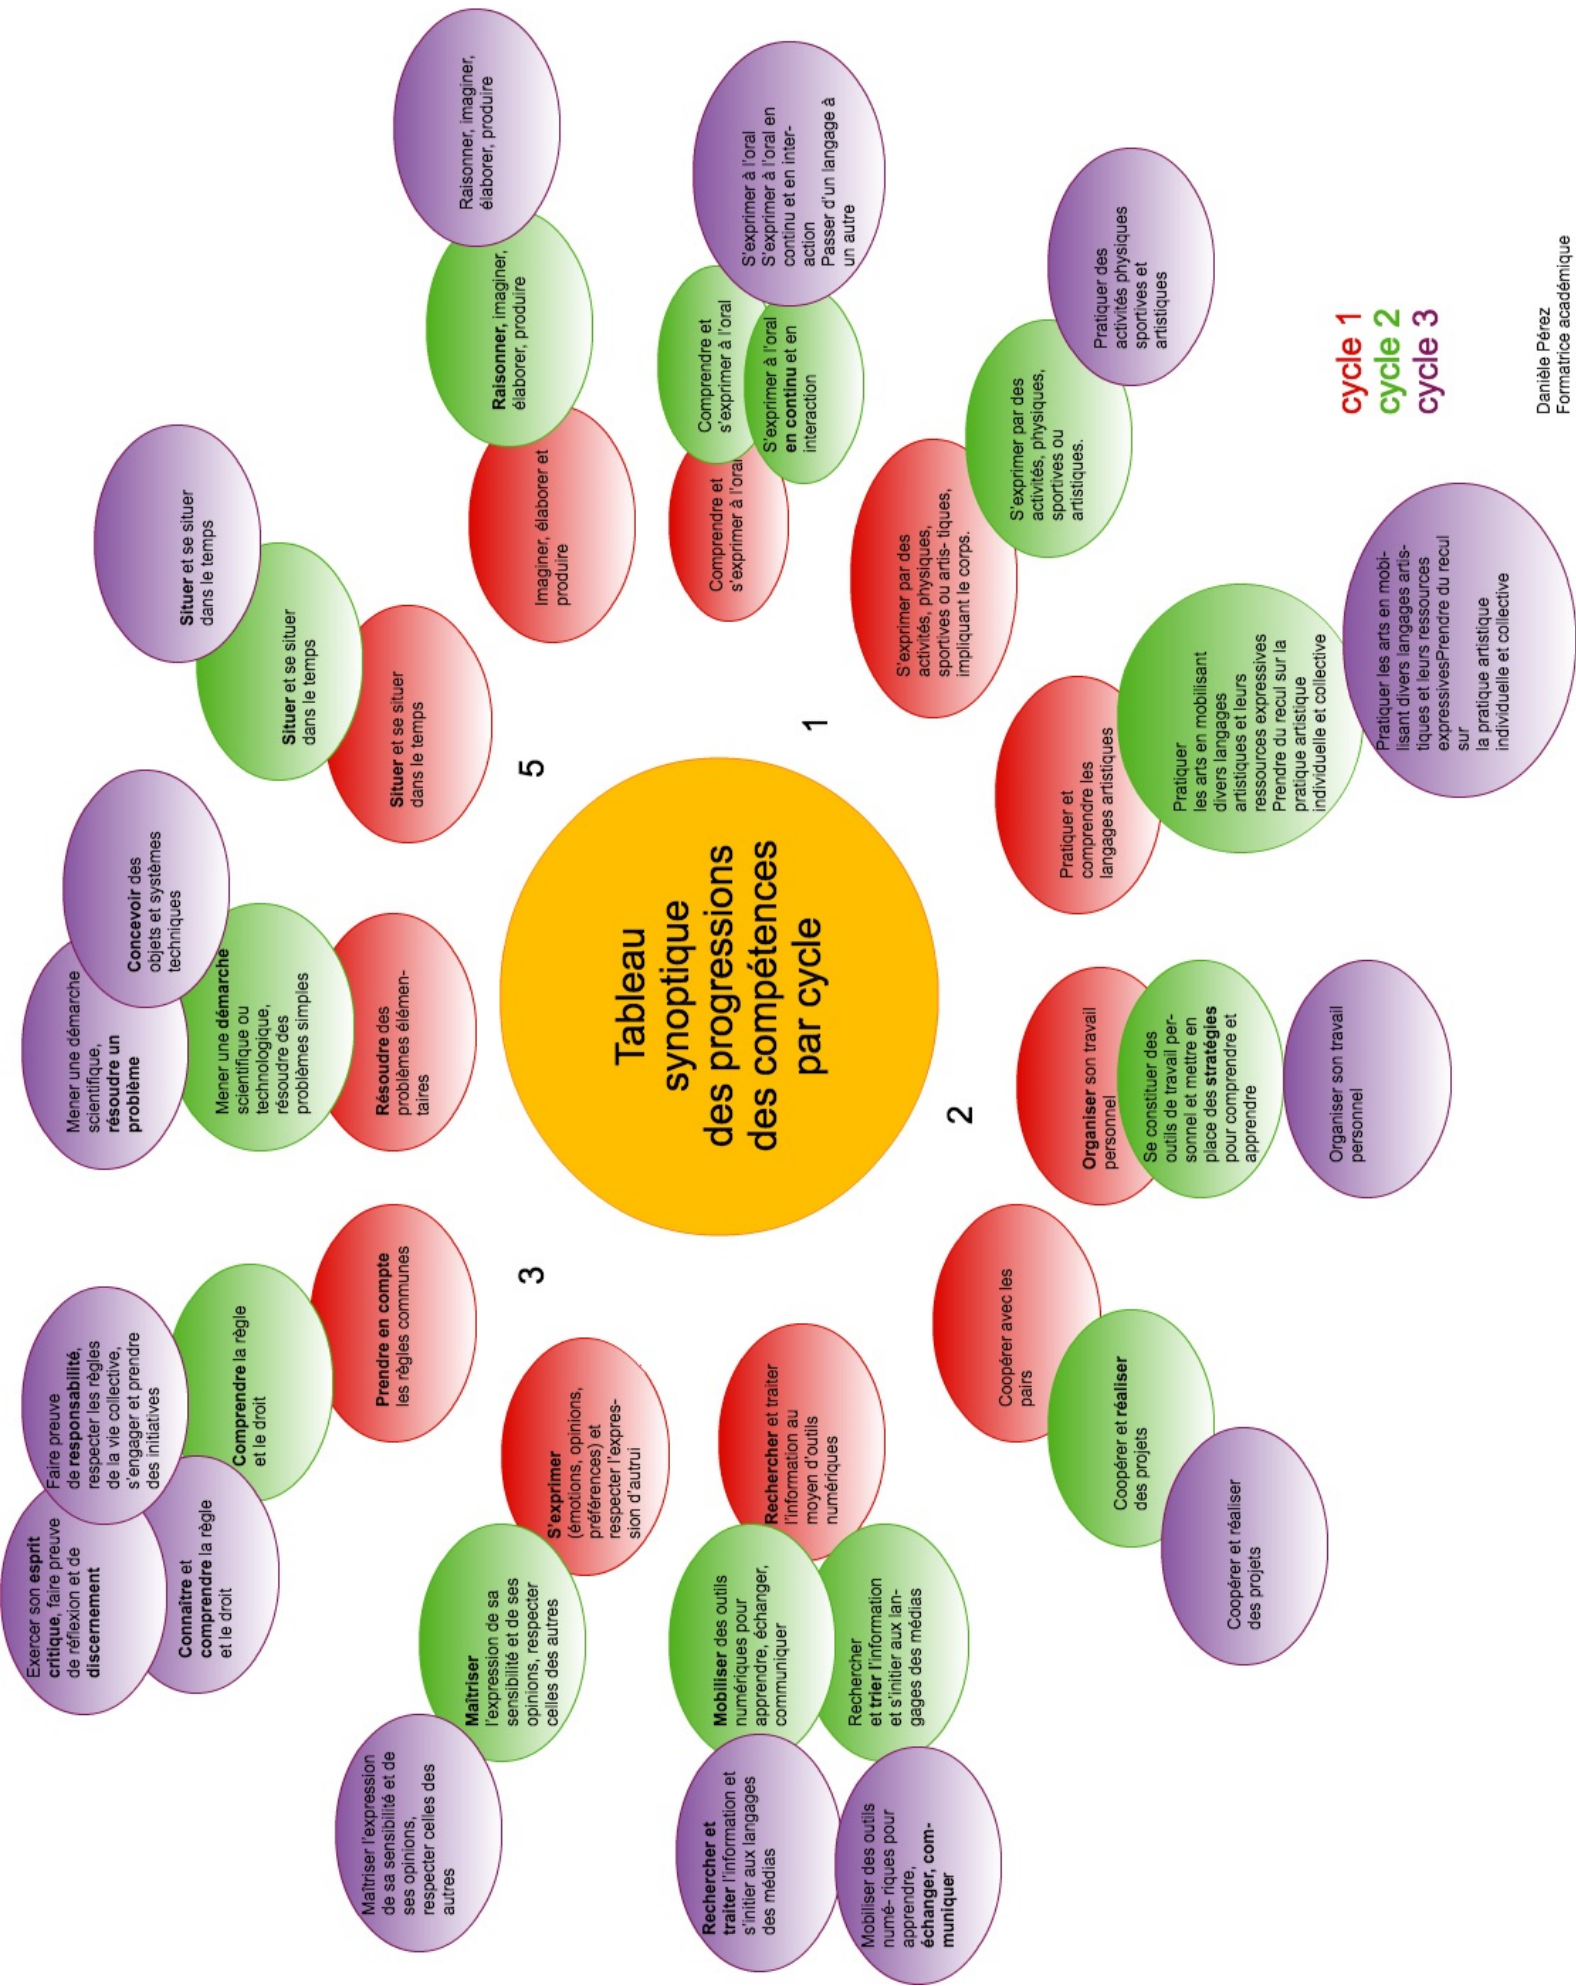 Tableau
synoptique
des progressions
des compétences
par cycle
1
2
3
5
Comprendre et
s'exprimer à l'oral
Comprendre et
s'exprimer à l'oral
S'exprimer à l'oral
en continu et en
interaction
S'exprimer à l'oral
S'exprimer à l'oral en
continu et en inter-
action
Passer d'un langage à
un autre
S'exprimer par des
activités, physiques,
sportives ou artis- tiques,
impliquant le corps.
S'exprimer par des
activités, physiques,
sportives ou
artistiques.
Pratiquer des
activités physiques
sportives et
artistiques
Pratiquer et
comprendre les
langages artistiques
Pratiquer
les arts en mobilisant
divers langages
artistiques et leurs
ressources expressives
Prendre du recul sur la
pratique artistique
individuelle et collective
Pratiquer les arts en mobi-
lisant divers langages artis-
tiques et leurs ressources
expressivesPrendre du recul
sur
la pratique artistique
individuelle et collective
Organiser son travail
personnel
Se constituer des
outils de travail per-
sonnel et mettre en
place des stratégies
pour comprendre et
apprendre
Organiser son travail
personnel
Coopérer avec les
pairs
Coopérer et réaliser
des projets
Coopérer et réaliser
des projets
Rechercher et traiter
l'information au
moyen d'outils
numériques
Mobiliser des outils
numériques pour
apprendre, échanger,
communiquer
Rechercher
et trier l'information
et s'initier aux lan-
gages des médias
Rechercher et
traiter l'information et
s'initier aux langages
des médias
Mobiliser des outils
numé- riques pour
apprendre,
échanger, com-
muniquer
S'exprimer
(émotions, opinions,
préférences) et
respecter l'expres-
sion d'autrui
Maîtriser
l'expression de sa
sensibilité et de ses
opinions, respecter
celles des autres
Maîtriser l'expression
de sa sensibilité et de
ses opinions,
respecter celles des
autres
Prendre en compte
les règles communes
Comprendre la règle
et le droit
Faire preuve
de responsabilité,
respecter les règles
de la vie collective,
s'engager et prendre
des initiatives
Exercer son esprit
critique, faire preuve
de réflexion et de
discernement
Connaître et
comprendre la règle
et le droit
Résoudre des
problèmes élémen-
taires
Mener une démarche
scientifique ou
technologique,
résoudre des
problèmes simples
Mener une démarche
scientifique,
résoudre un
problème
Concevoir des
objets et systèmes
techniques
Situer et se situer
dans le temps
Situer et se situer
dans le temps
Situer et se situer
dans le temps
Imaginer, élaborer et
produire
Raisonner, imaginer,
élaborer, produire
Raisonner, imaginer,
élaborer, produire
cycle 1
cycle 2
cycle 3
Danièle Pérez
Formatrice académique